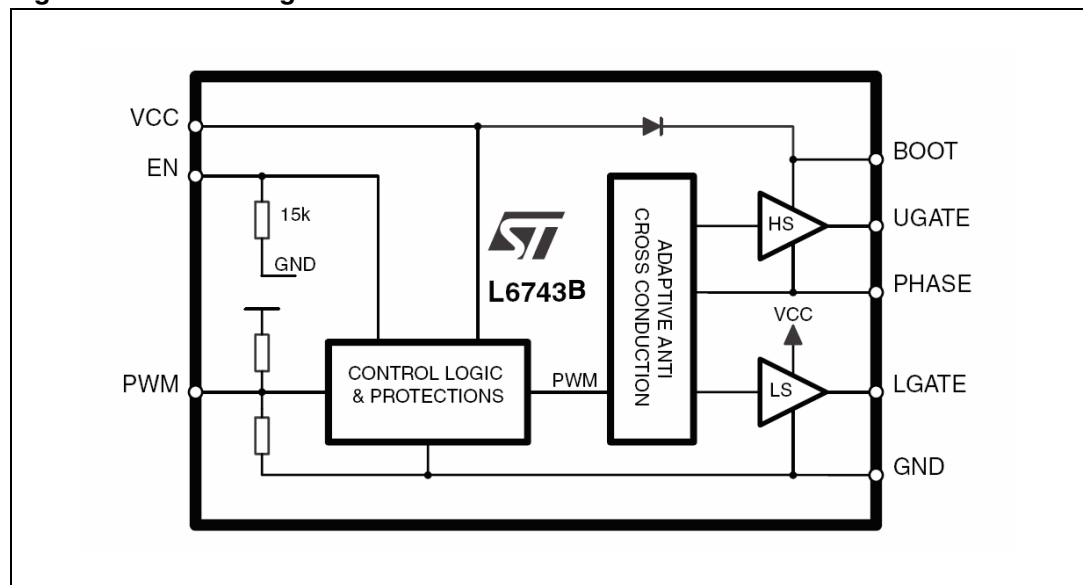 VCC
EN
15k
GND
PWM
ST
L6743B
CONTROL LOGIC
& PROTECTIONS
PWM
ADAPTIVE ANTI
CROSS CONDUCTION
HS
VCC
LS
BOOT
UGATE
PHASE
LGATE
GND